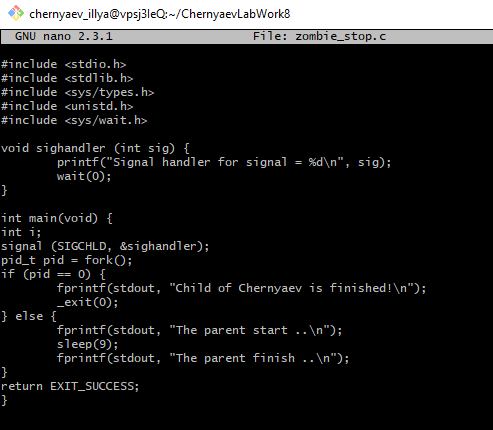 chernyaev_illya@vpsj3leQ:~/ChernyaevLabWork8
GNU nano 2.3.1 File: zombie_stop.c
#include <stdio.h>
#include <stdlib.h>
#include <sys/types.h>
#include <unistd.h>
#include <sys/wait.h>
void sighandler (int sig) {
printf("Signal handler for signal = %d\n", sig);
wait(0);
}
int main(void) {
int i;
signal (SIGCHLD, &sighandler);
pid_t pid = fork();
if (pid == 0) {
fprintf(stdout, "Child of Chernyaev is finished!\n");
_exit(0);
} else {
fprintf(stdout, "The parent start ..\n");
sleep(9);
fprintf(stdout, "The parent finish ..\n");
}
return EXIT_SUCCESS;
}